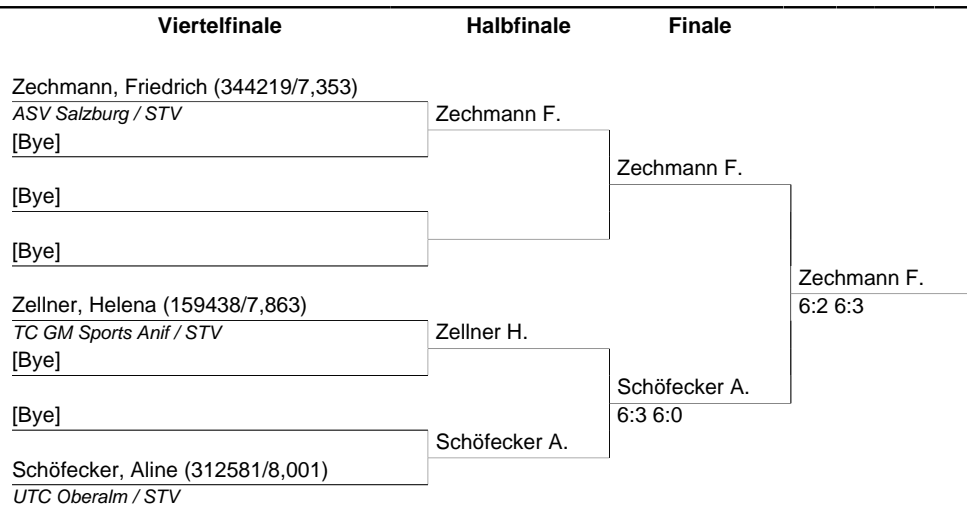 Viertelfinale Halbfinale Finale
Zechmann, Friedrich (344219/7,353)
ASV Salzburg / STV
Zechmann F.
[Bye]
Zechmann F.
[Bye]
[Bye]
Zechmann F.
Zellner, Helena (159438/7,863)
6:2 6:3
TC GM Sports Anif / STV
Zellner H.
[Bye]
Schöfecker A.
[Bye]
6:3 6:0
Schöfecker A.
Schöfecker, Aline (312581/8,001)
UTC Oberalm / STV